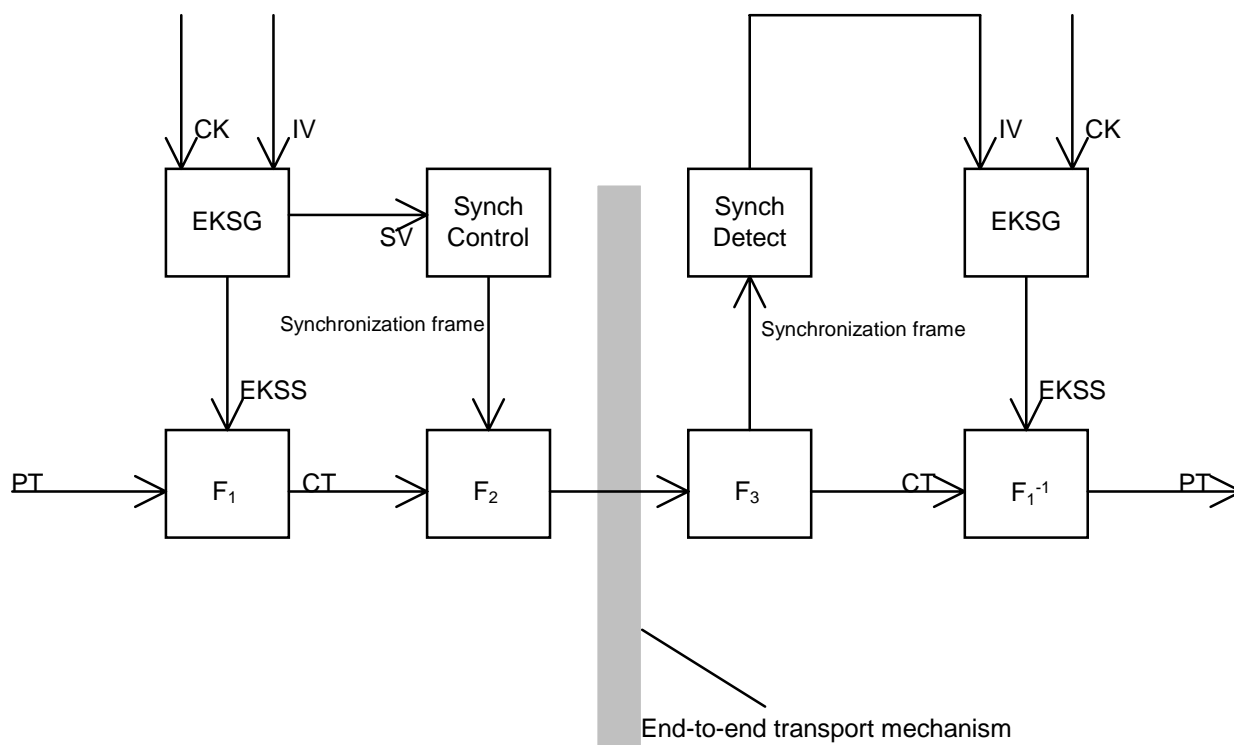 CK
IV
IV
CK
EKSG
SV
Synch
Control
Synch
Detect
EKSG
Synchronization frame
Synchronization frame
EKSS
EKSS
PT
F₁
CT
F₂
F₃
CT
F₁⁻¹
PT
End-to-end transport mechanism